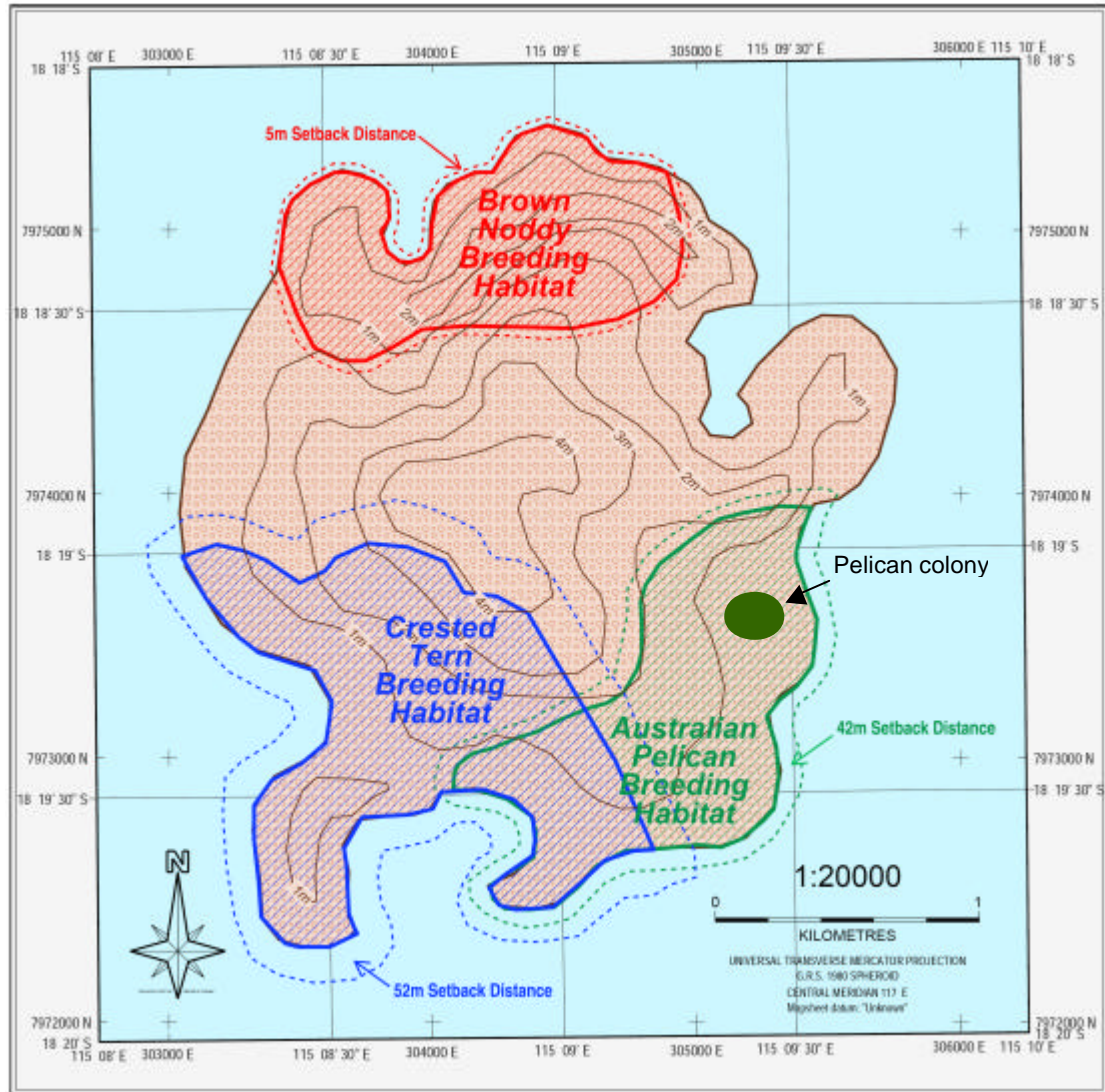 115 08' E
303000 E
115 08' 30" E
304000 E
115 09' E
305000 E
115 09' 30" E
306000 E
115 10' E
18 18' S
18 18' S
5m Setback Distance
Brown
Noddy
Breeding
Habitat
2m
1m
7975000 N
7975000 N
18 18' 30" S
18 18' 30" S
2m
1m
1m
4m
3m
2m
7974000 N
7974000 N
18 19' S
18 19' S
Pelican colony
4m
1m
Crested
Tern
Breeding
Habitat
Australian
Pelican
Breeding
Habitat
42m Setback Distance
7973000 N
7973000 N
18 19' 30" S
18 19' 30" S
1m
N
1:20000
0
1
KILOMETRES
UNIVERSAL TRANSVERSE MERCATOR PROJECTION
G.R.S. 1980 SPHEROID
CENTRAL MERIDIAN 117 E
Mapsheet datum: "Unknown"
52m Setback Distance
7972000 N
7972000 N
18 20' S
18 20' S
115 08' E
303000 E
115 08' 30" E
304000 E
115 09' E
305000 E
115 09' 30" E
306000 E
115 10' E